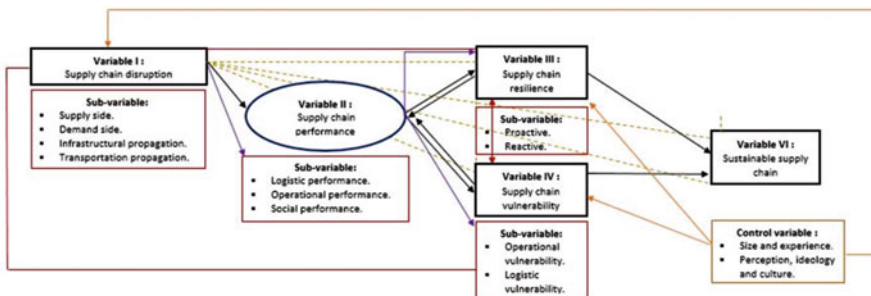 Variable I :
Supply chain disruption
Sub-variable:
▪ Supply side.
▪ Demand side.
▪ Infrastructural propagation.
▪ Transportation propagation.
Variable II :
Supply chain
performance
Sub-variable:
▪ Logistic performance.
▪ Operational performance.
▪ Social performance.
Variable III :
Supply chain
resilience
Sub-variable:
▪ Proactive.
▪ Reactive.
Variable IV :
Supply chain
vulnerability
Sub-variable:
▪ Operational
vulnerability.
▪ Logistic
vulnerability.
Variable VI :
Sustainable supply
chain
Control variable :
▪ Size and experience.
▪ Perception, ideology
and culture.